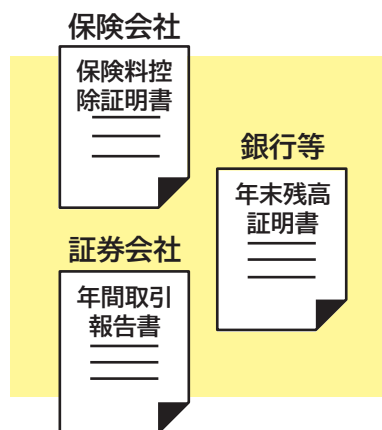 保険会社
保険料控
除証明書
銀行等
年末残高
証明書
証券会社
年間取引
報告書